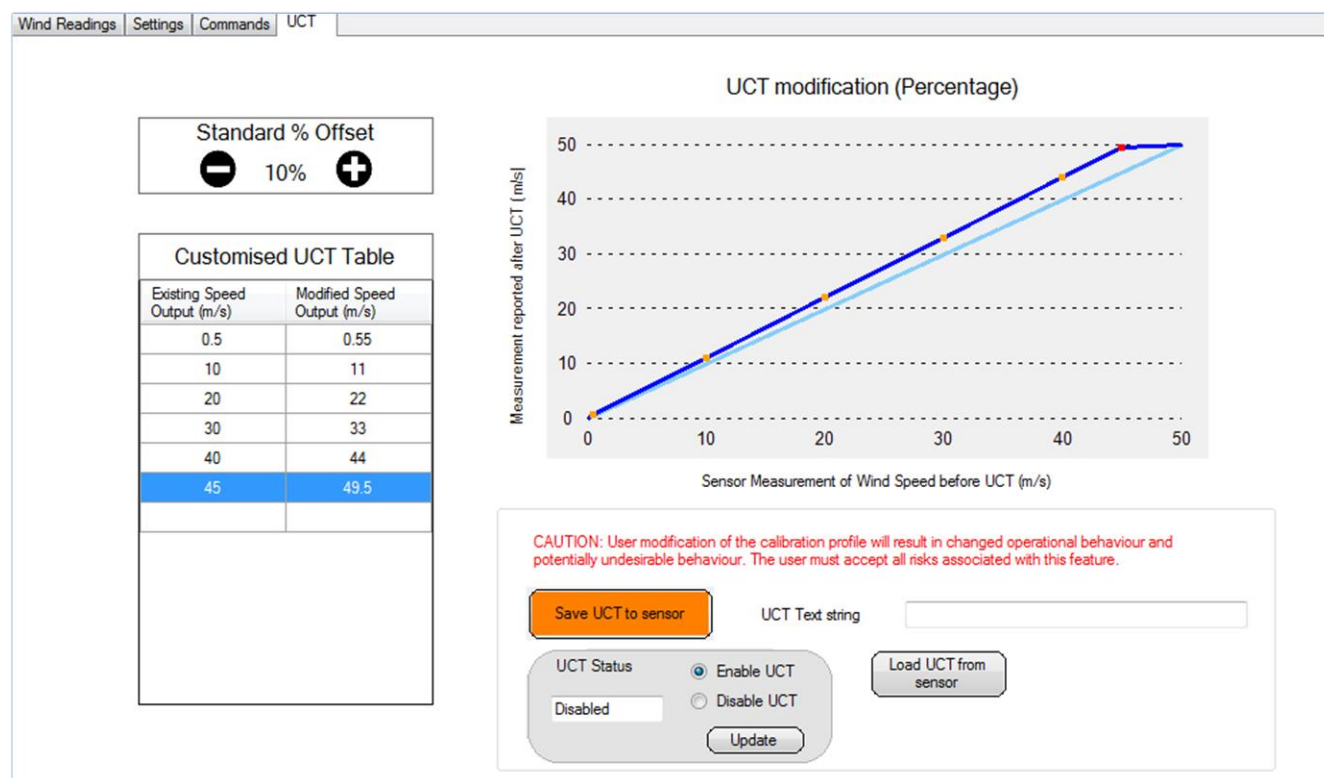 Wind Readings Settings Commands UCT
Standard % Offset
10%
Customised UCT Table
Existing Speed Output (m/s) Modified Speed Output (m/s)
0.5 0.55
10 11
20 22
30 33
40 44
45 49.5
UCT modification (Percentage)
Measurement reported after UCT (m/s)
50
40
30
20
10
0
0 10 20 30 40 50
Sensor Measurement of Wind Speed before UCT (m/s)
CAUTION: User modification of the calibration profile will result in changed operational behaviour and
potentially undesirable behaviour. The user must accept all risks associated with this feature.
Save UCT to sensor
UCT Text string
UCT Status
Disabled
Enable UCT
Disable UCT
Update
Load UCT from
sensor